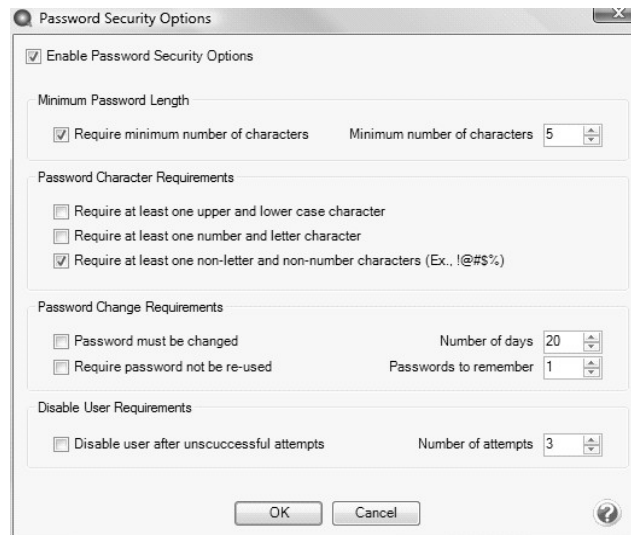 Password Security Options
Enable Password Security Options
Minimum Password Length
Require minimum number of characters Minimum number of characters 5
Password Character Requirements
Require at least one upper and lower case character
Require at least one number and letter character
Require at least one non-letter and non-number characters (Ex., !@#$%)
Password Change Requirements
Password must be changed Number of days 20
Require password not be re-used Passwords to remember 1
Disable User Requirements
Disable user after unscuccessful attempts Number of attempts 3
OK Cancel ?